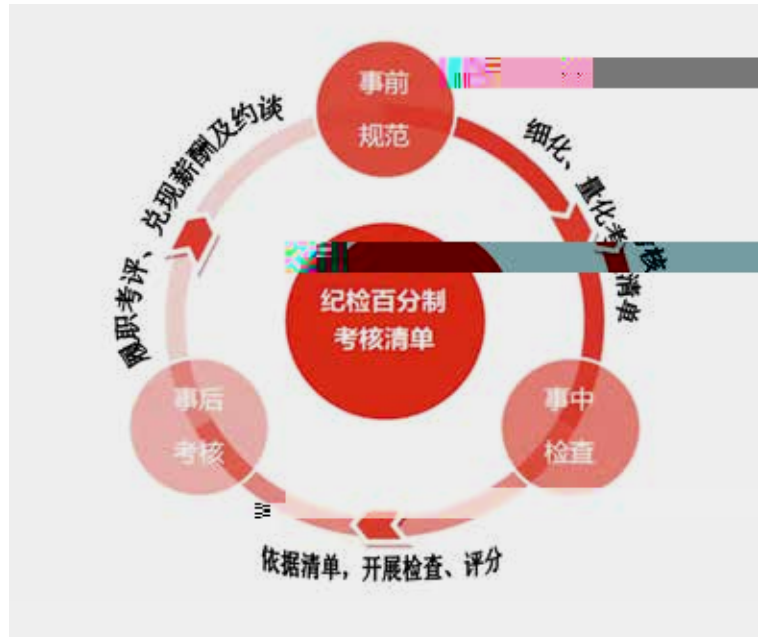 事前
规范
细化、量化考核清单
纪检百分制
考核清单
事中
检查
依据清单，开展检查、评分
事后
考核
履职考评、兑现薪酬及约谈